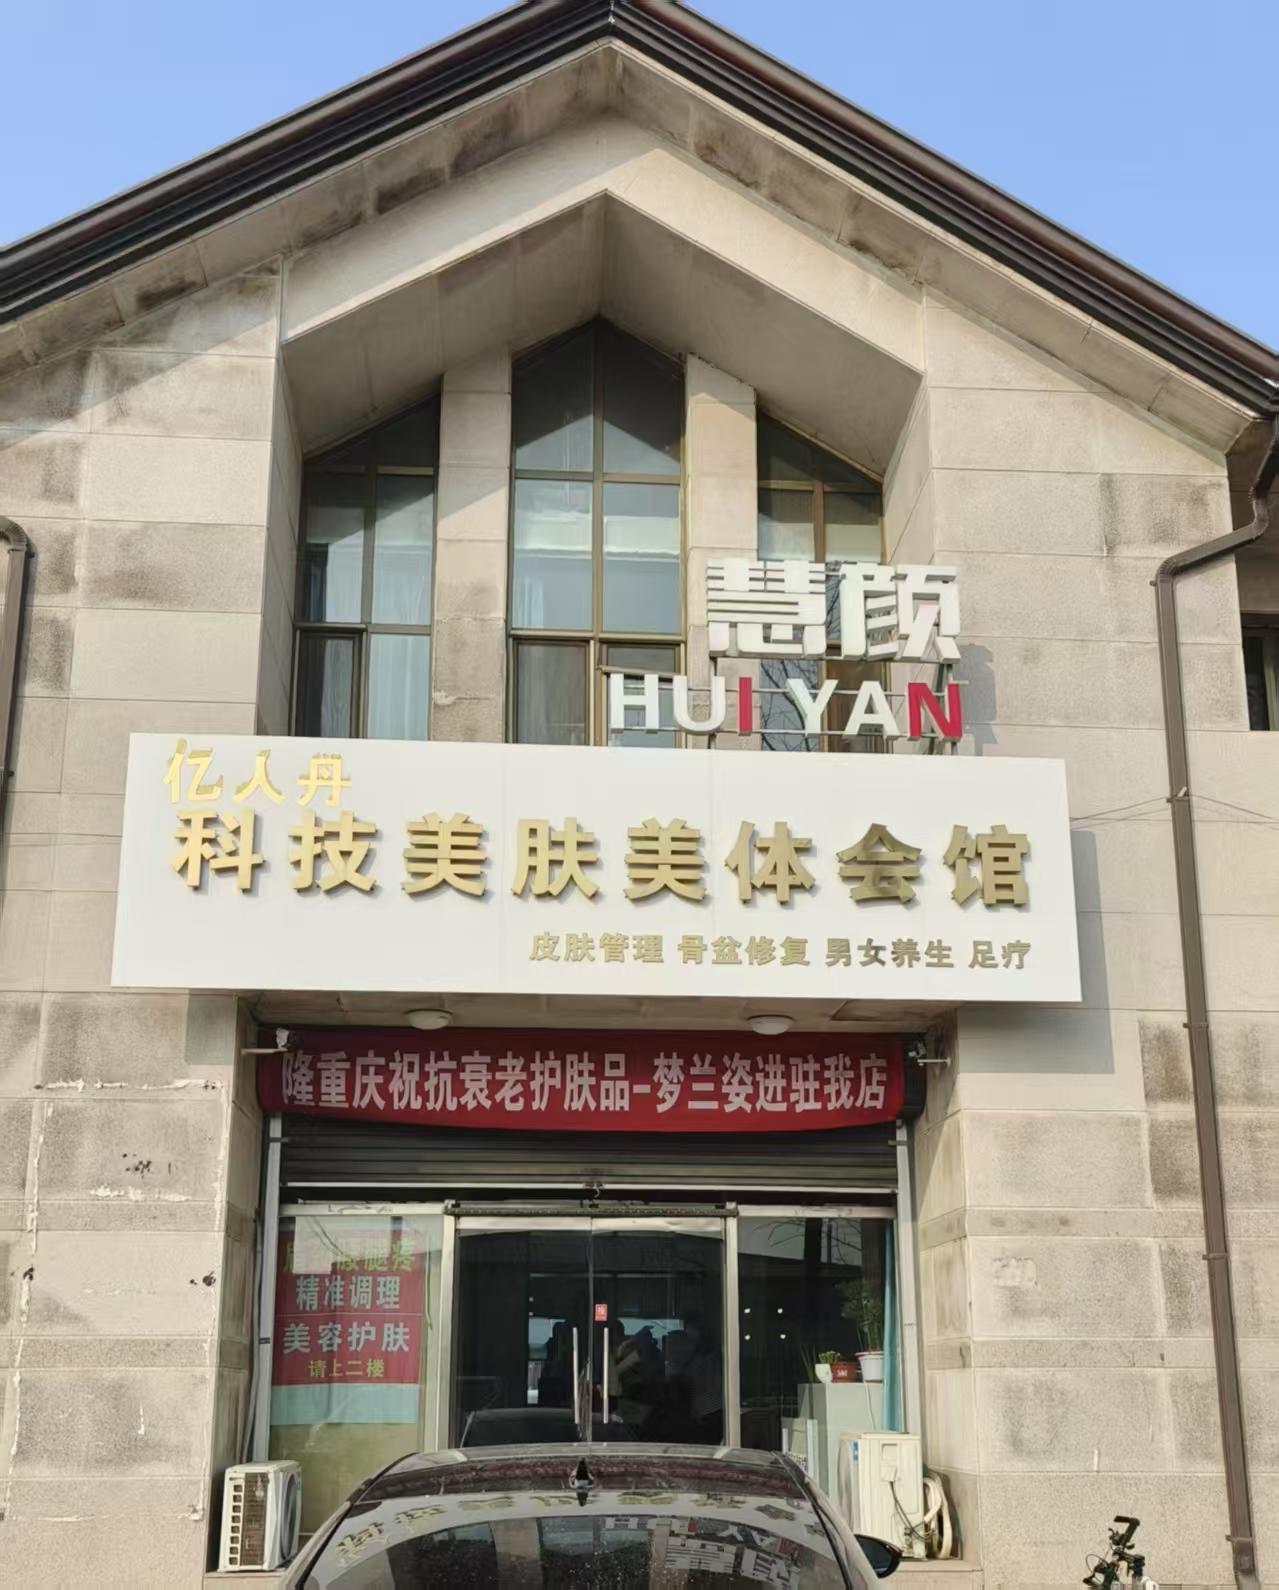 慧颜
HUI YAN
亿人丹
科技美肤美体会馆
皮肤管理 骨盆修复 男女养生 足疗
隆重庆祝抗衰老护肤品-梦兰姿进驻我店
腰腿疼
精准调理
美容护肤
请上二楼